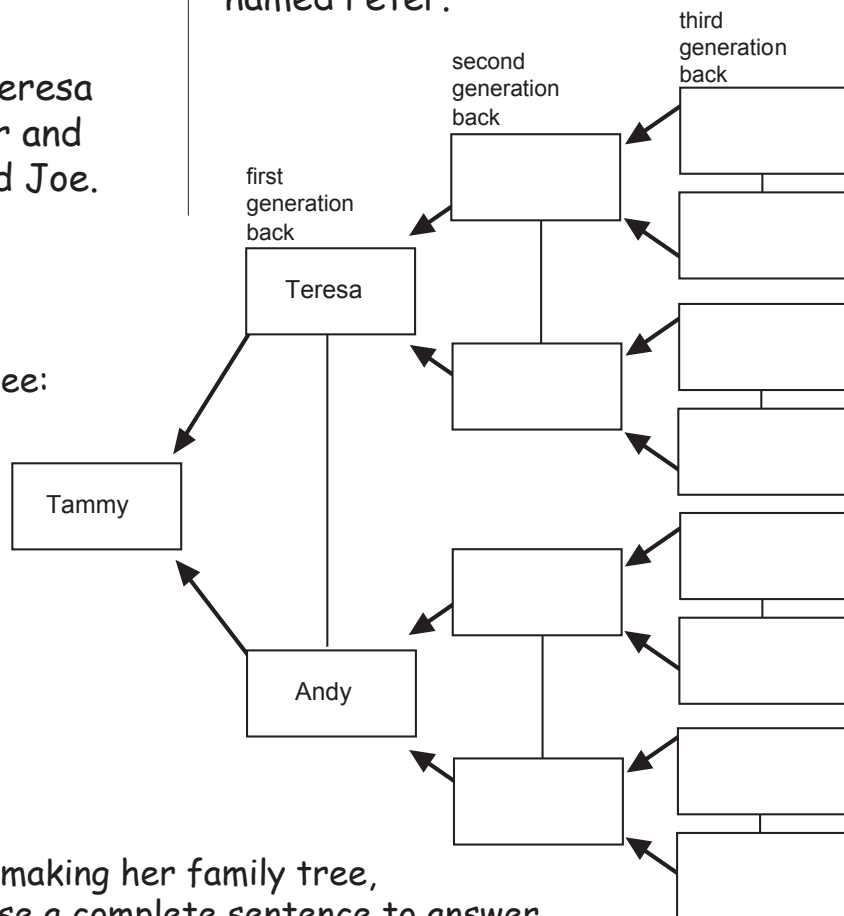 named Peter.
eresa
r and
d Joe.
third
generation
back
second
generation
back
first
generation
back
Teresa
ee:
Tammy
Andy
making her family tree,
se a complete sentence to answer